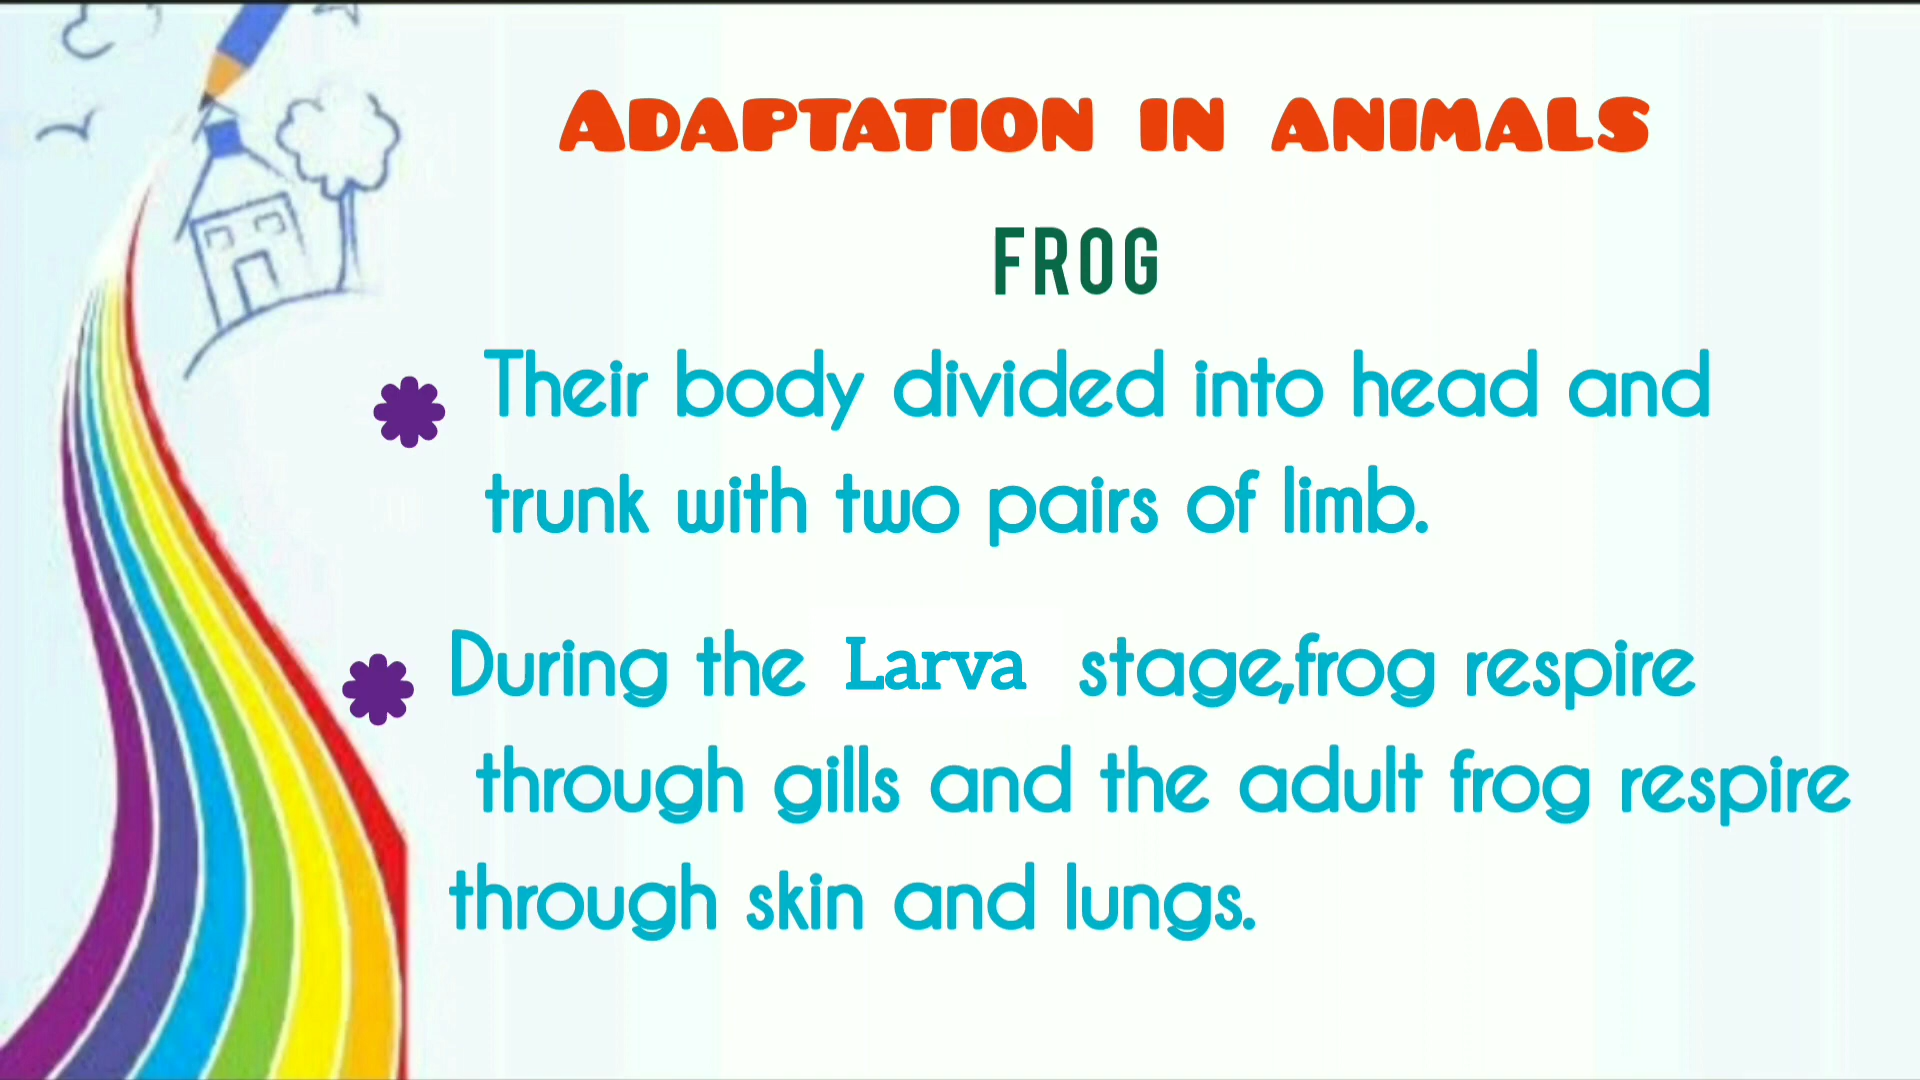 Adaptation in animals
FROG
Their body divided into head and
trunk with two pairs of limb.
During the Larva stage,frog respire
through gills and the adult frog respire
through skin and lungs.